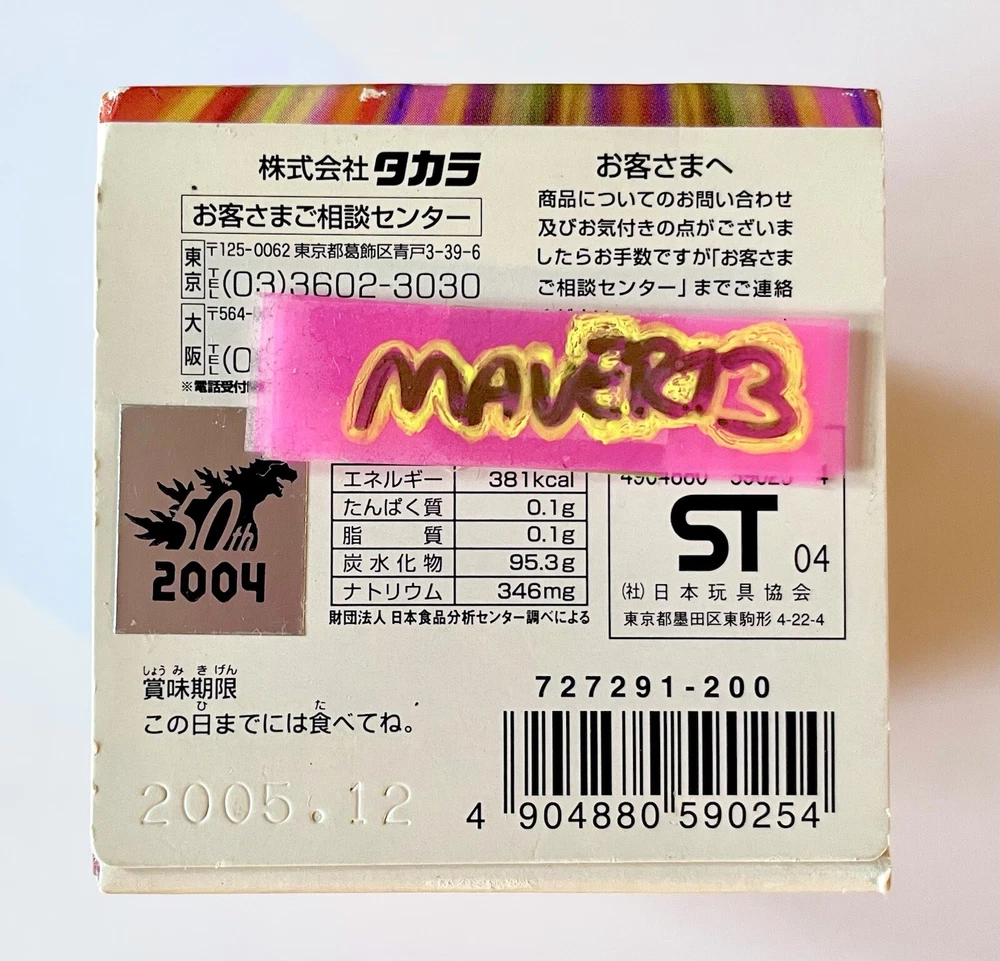 株式会社タカラ
お客さまご相談センター
東京 〒125-0062 東京都葛飾区青戸3-39-6
TEL(03)3602-3030
大阪 〒564-
TEL(0
※電話受付
お客さまへ
商品についてのお問い合わせ
及びお気付きの点がございま
したらお手数ですが「お客さま
ご相談センター」までご連絡
MAVER13
50th
2004
エネルギー 381kcal
たんぱく質 0.1g
脂質 0.1g
炭水化物 95.3g
ナトリウム 346mg
財団法人 日本食品分析センター調べによる
ST 04
(社)日本玩具協会
東京都墨田区東駒形 4-22-4
しょうみきげん
賞味期限
ひ た
この日までには食べてね。
2005.12
727291-200
4 904880 590254